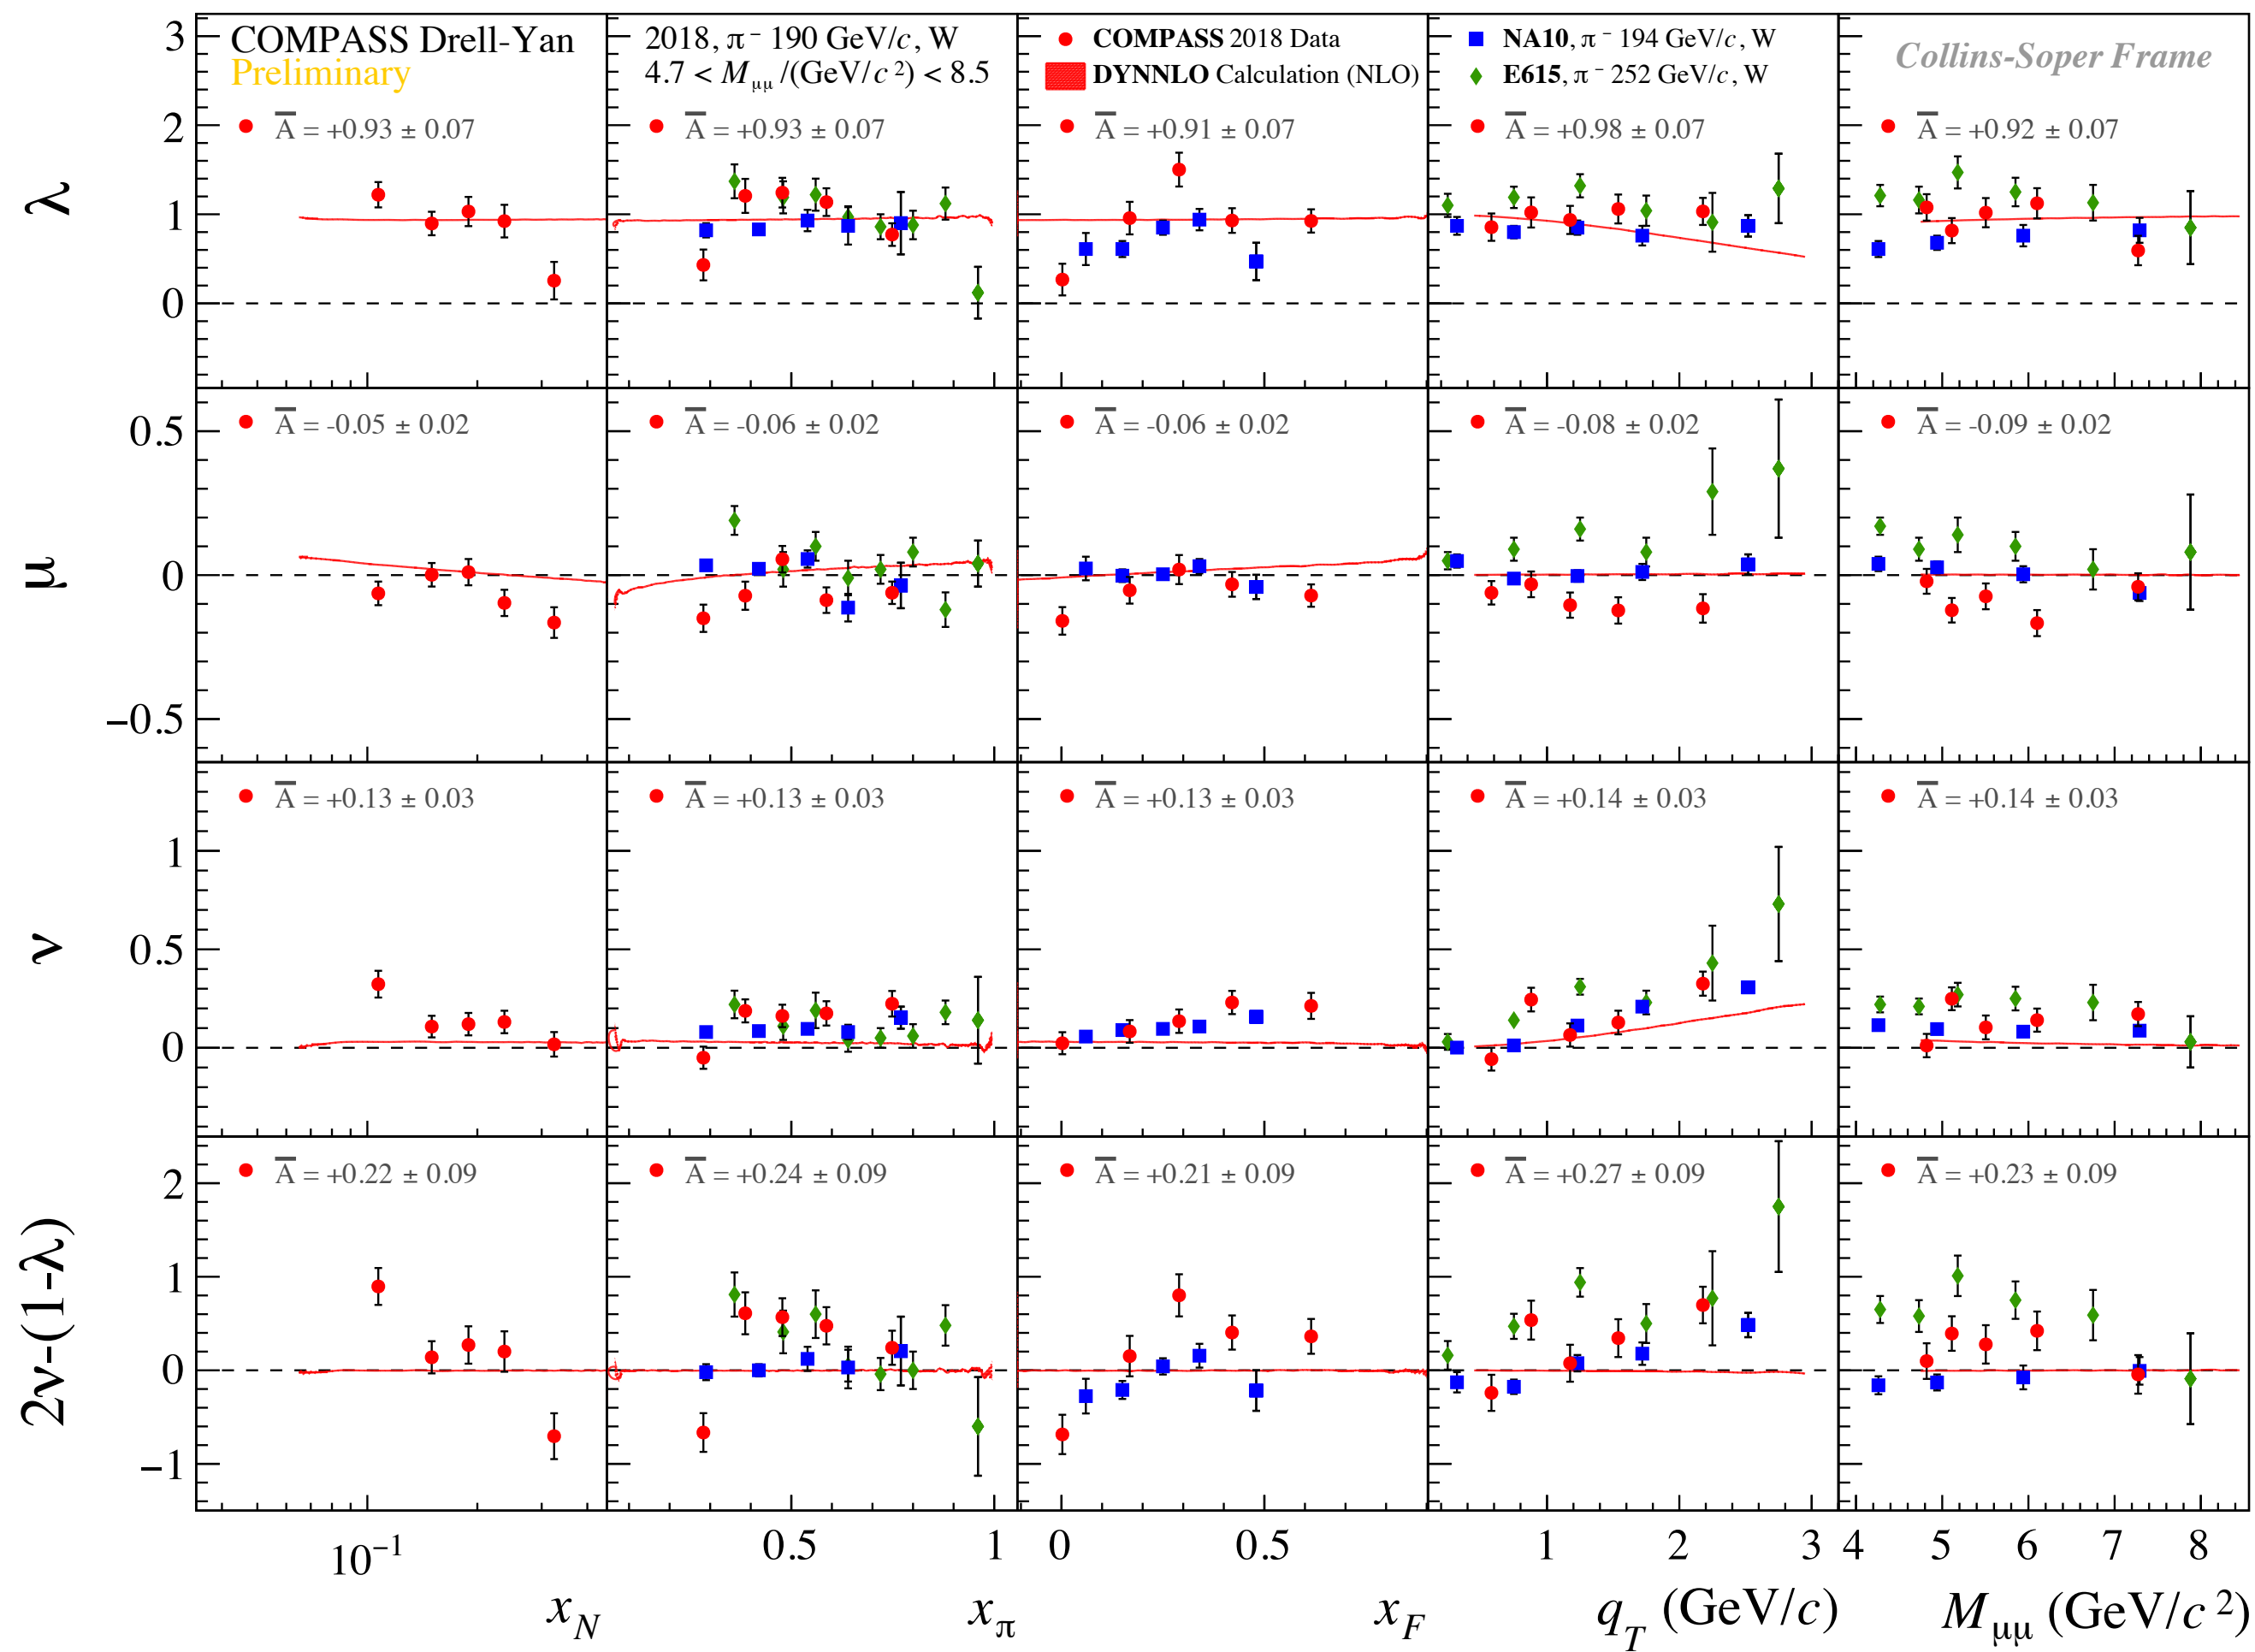 COMPASS Drell-Yan
Preliminary
2018, π⁻ 190 GeV/c, W
4.7 < Mμμ/(GeV/c²) < 8.5
COMPASS 2018 Data
DYNNLO Calculation (NLO)
NA10, π⁻ 194 GeV/c, W
E615, π⁻ 252 GeV/c, W
Collins-Soper Frame
λ
3
2
1
0
A̅ = +0.93 ± 0.07
A̅ = +0.93 ± 0.07
A̅ = +0.91 ± 0.07
A̅ = +0.98 ± 0.07
A̅ = +0.92 ± 0.07
μ
0.5
0
−0.5
A̅ = -0.05 ± 0.02
A̅ = -0.06 ± 0.02
A̅ = -0.06 ± 0.02
A̅ = -0.08 ± 0.02
A̅ = -0.09 ± 0.02
ν
1
0.5
0
A̅ = +0.13 ± 0.03
A̅ = +0.13 ± 0.03
A̅ = +0.13 ± 0.03
A̅ = +0.14 ± 0.03
A̅ = +0.14 ± 0.03
2ν-(1-λ)
2
1
0
−1
A̅ = +0.22 ± 0.09
A̅ = +0.24 ± 0.09
A̅ = +0.21 ± 0.09
A̅ = +0.27 ± 0.09
A̅ = +0.23 ± 0.09
10⁻¹
0.5 1
0 0.5
1 2 3
4 5 6 7 8
xN
xπ
xF
qT (GeV/c)
Mμμ (GeV/c²)